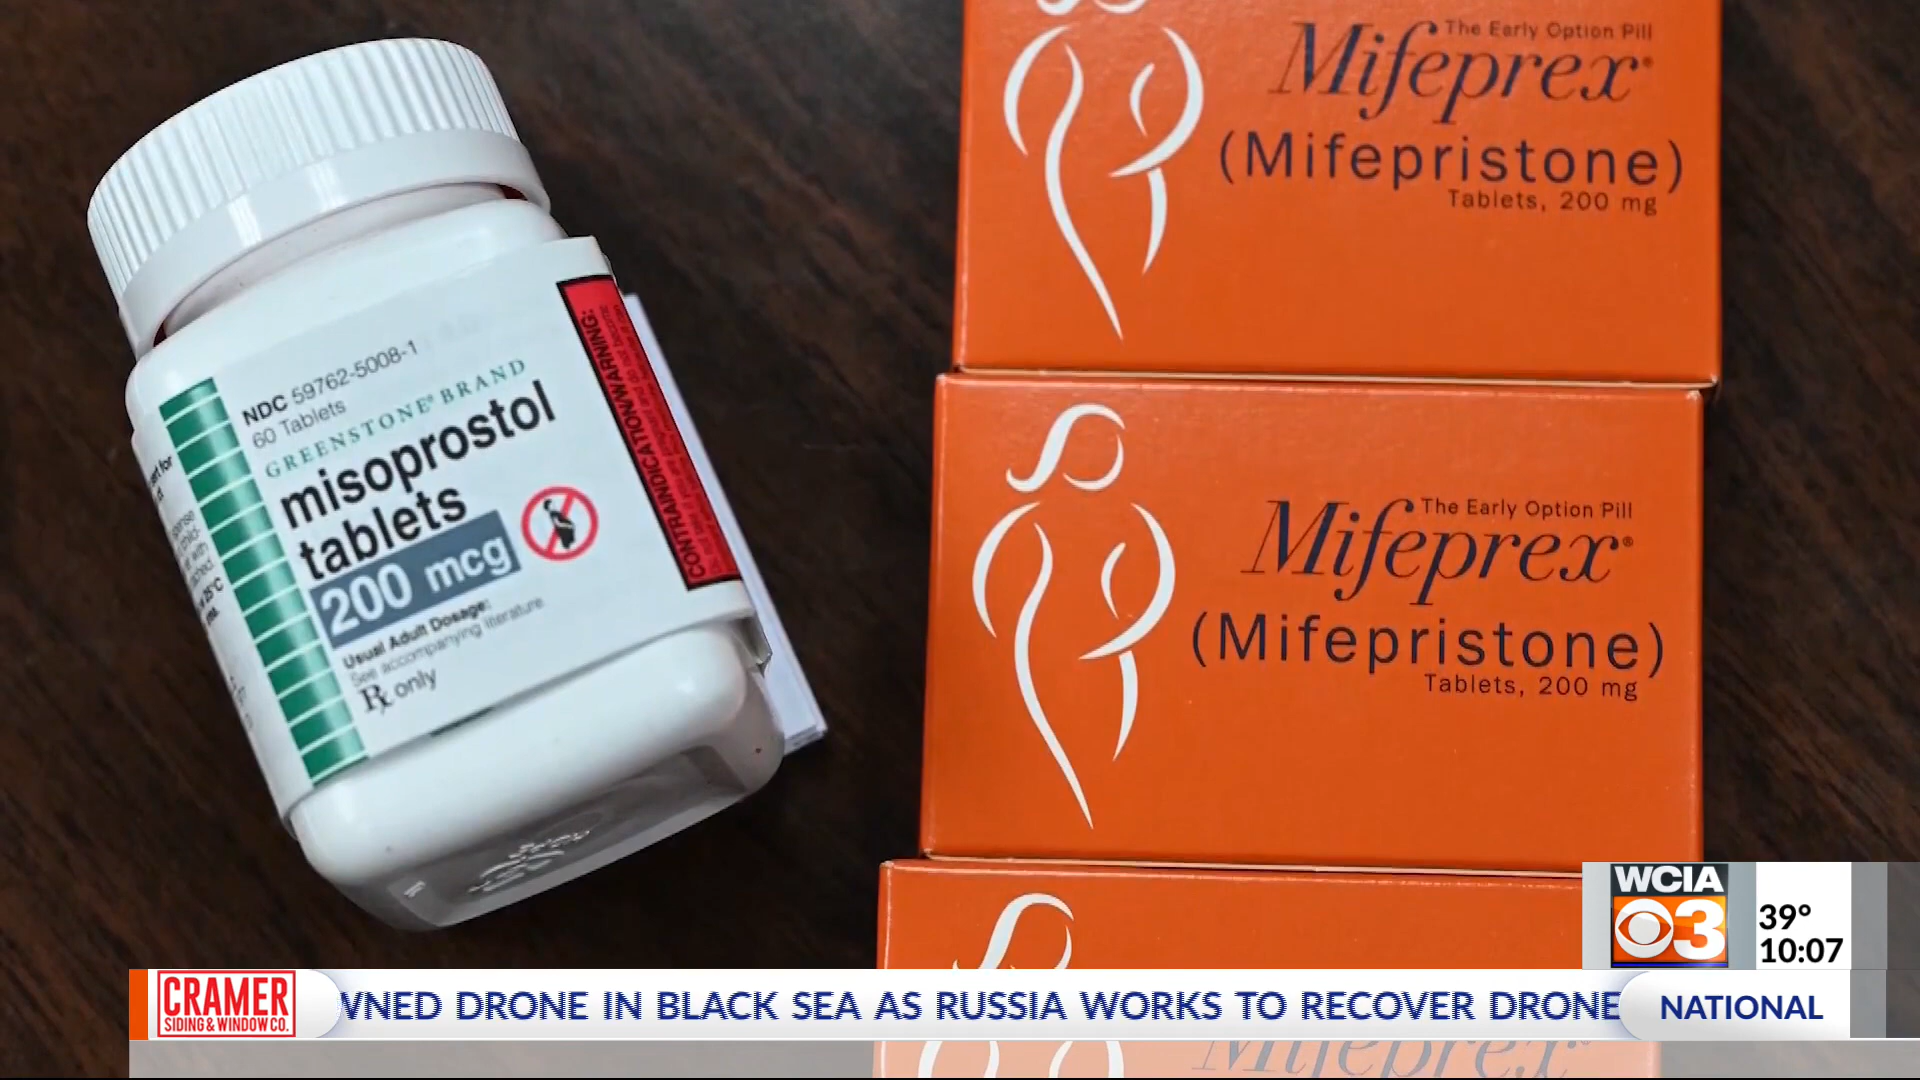 NDC 59762-5008-1
60 Tablets
GREENSTONE® BRAND
misoprostol
tablets
200 mcg
Usual Adult Dosage:
See accompanying literature.
Rx only
CONTRAINDICATION/WARNING:
The Early Option Pill
Mifeprex®
(Mifepristone)
Tablets, 200 mg
The Early Option Pill
Mifeprex®
(Mifepristone)
Tablets, 200 mg
WCIA
3
39°
10:07
CRAMER
SIDING & WINDOW CO.
WNED DRONE IN BLACK SEA AS RUSSIA WORKS TO RECOVER DRONE
NATIONAL
Mifeprex®